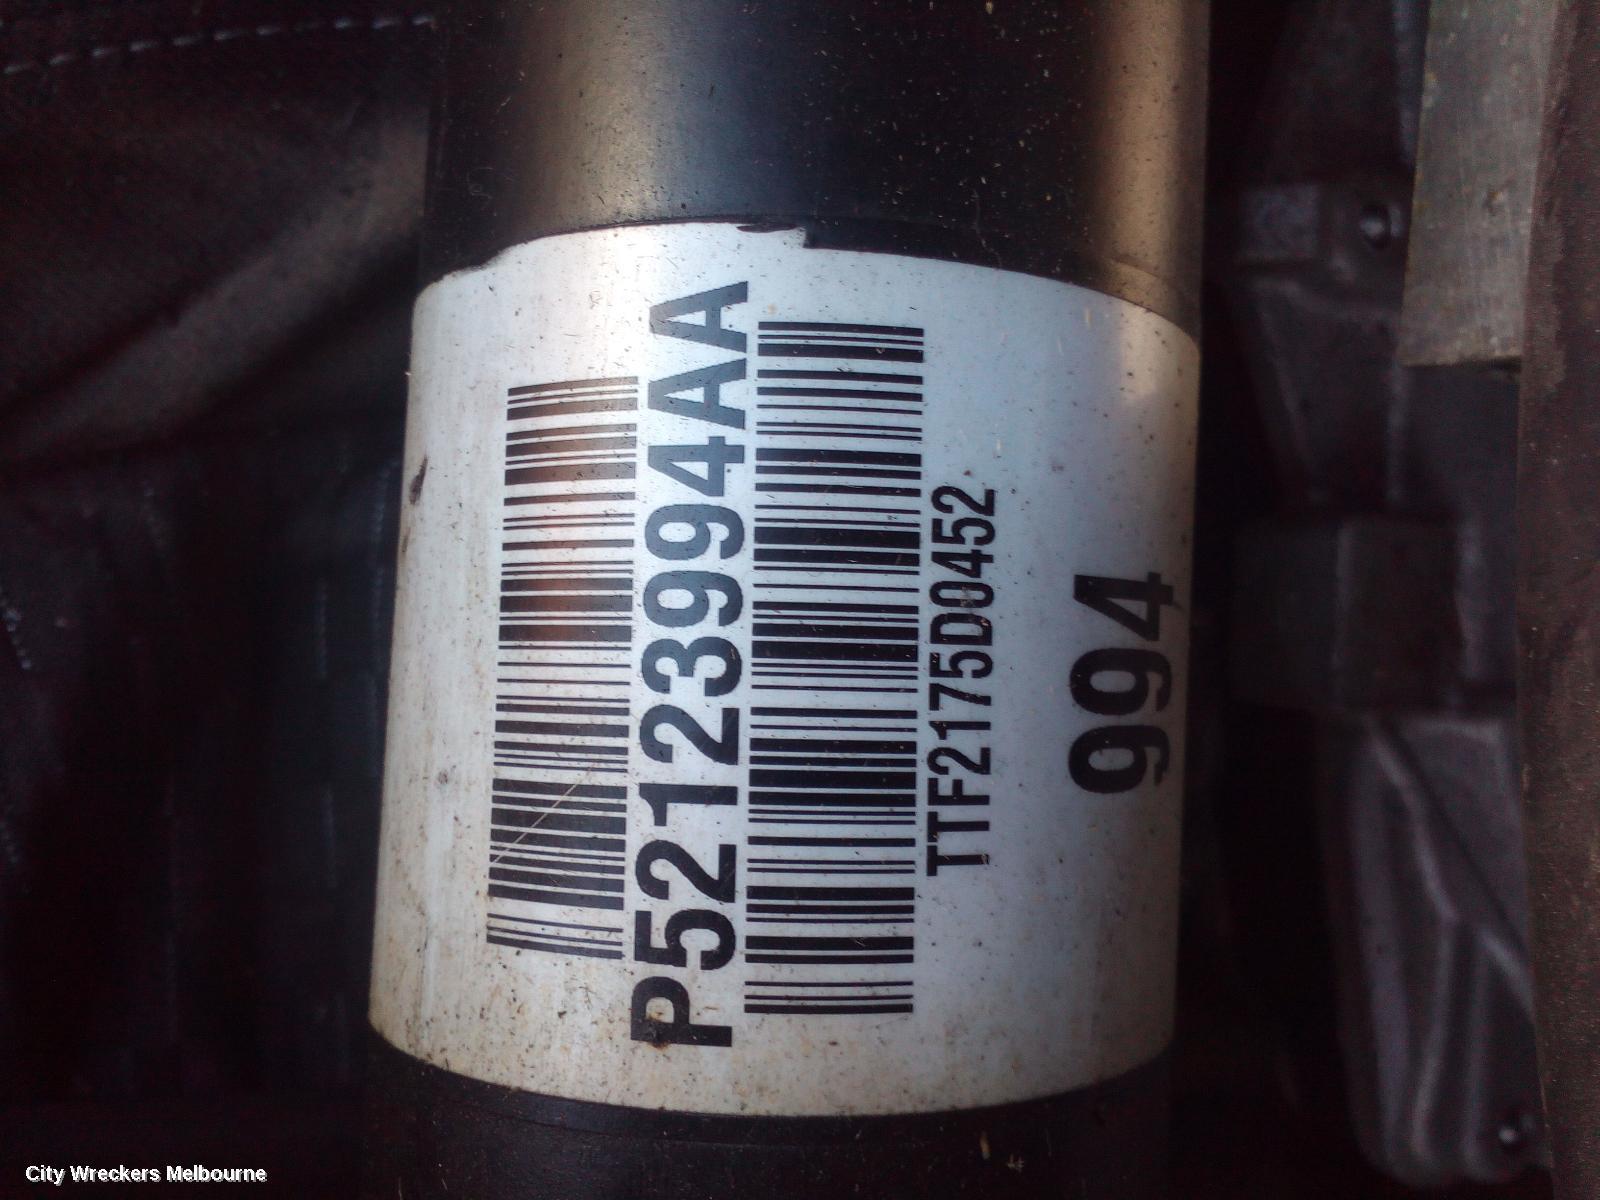 P52123994AA
TTF2175D0452
994
City Wreckers Melbourne